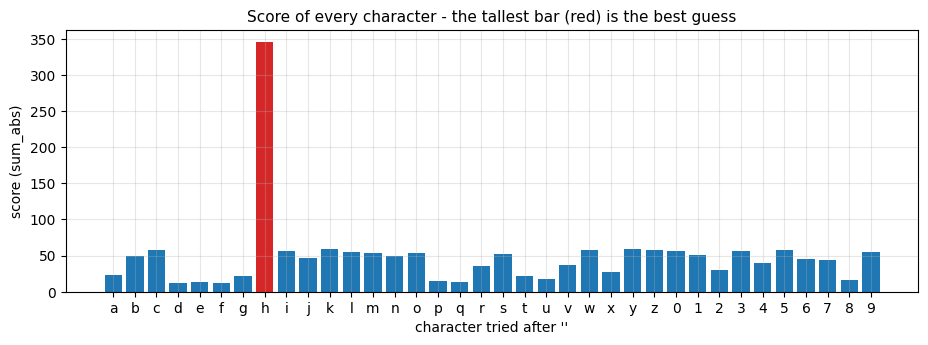 Score of every character - the tallest bar (red) is the best guess
score (sum_abs)
350
300
250
200
150
100
50
0
a b c d e f g h i j k l m n o p q r s t u v w x y z 0 1 2 3 4 5 6 7 8 9
character tried after ''